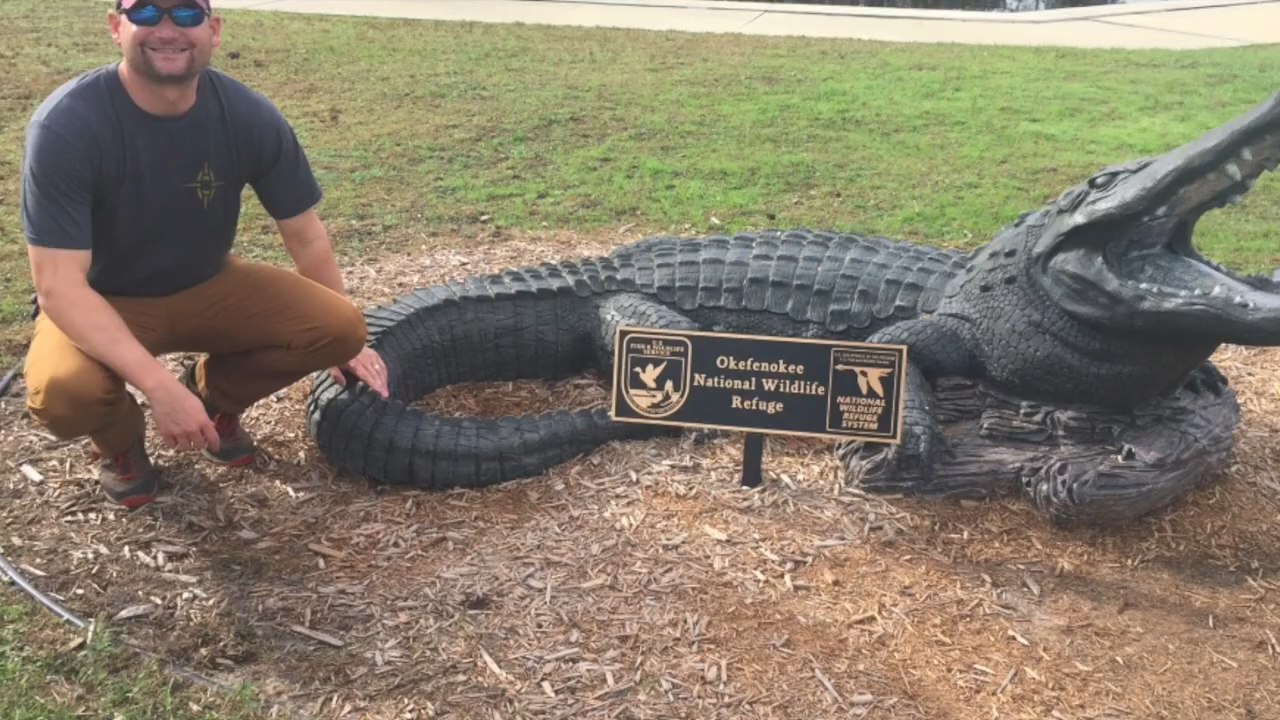 U.S.
FISH & WILDLIFE
SERVICE
Okefenokee
National Wildlife
Refuge
NATIONAL
WILDLIFE
REFUGE
SYSTEM